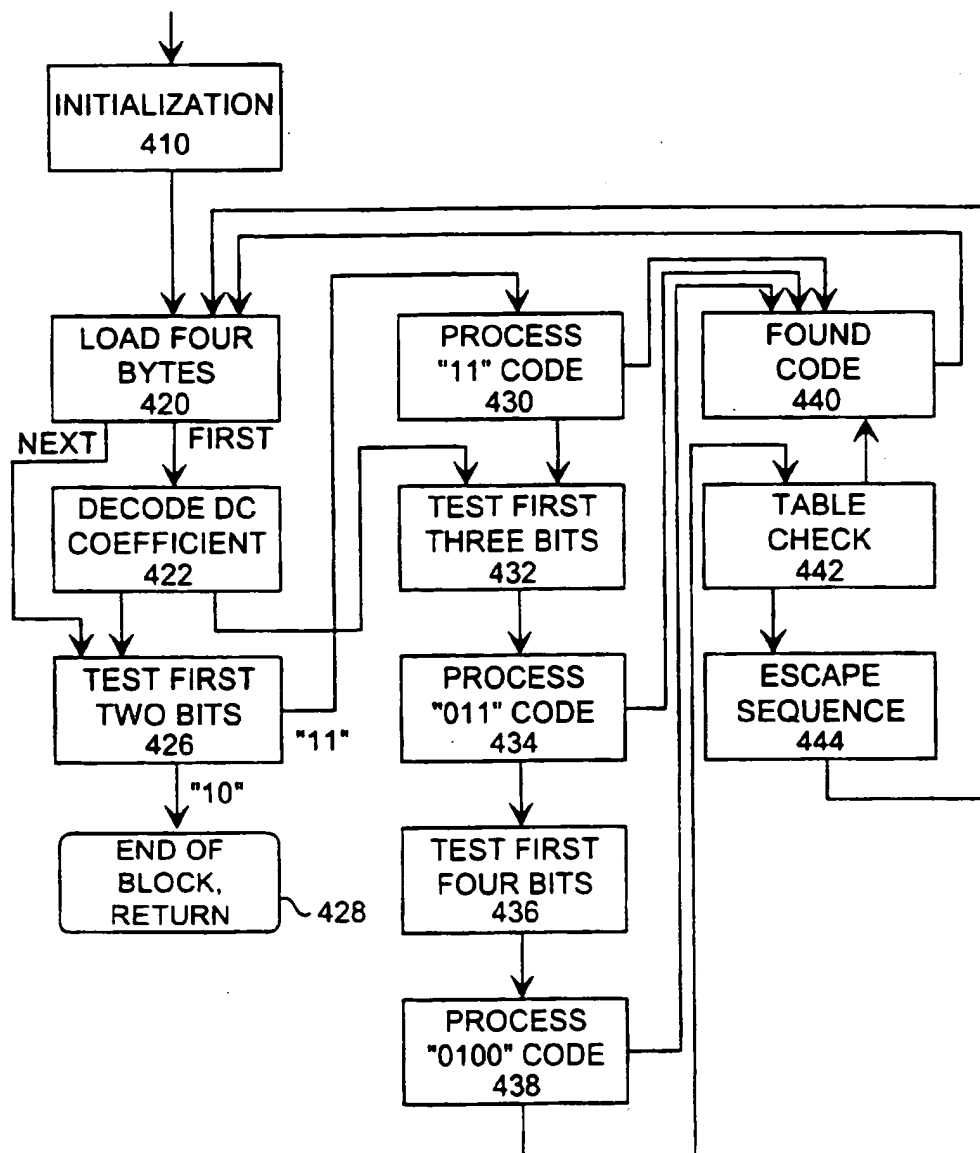 INITIALIZATION
410
LOAD FOUR
BYTES
420
NEXT
FIRST
DECODE DC
COEFFICIENT
422
TEST FIRST
TWO BITS
426
"11"
"10"
END OF
BLOCK,
RETURN
428
PROCESS
"11" CODE
430
TEST FIRST
THREE BITS
432
PROCESS
"011" CODE
434
TEST FIRST
FOUR BITS
436
PROCESS
"0100" CODE
438
FOUND
CODE
440
TABLE
CHECK
442
ESCAPE
SEQUENCE
444